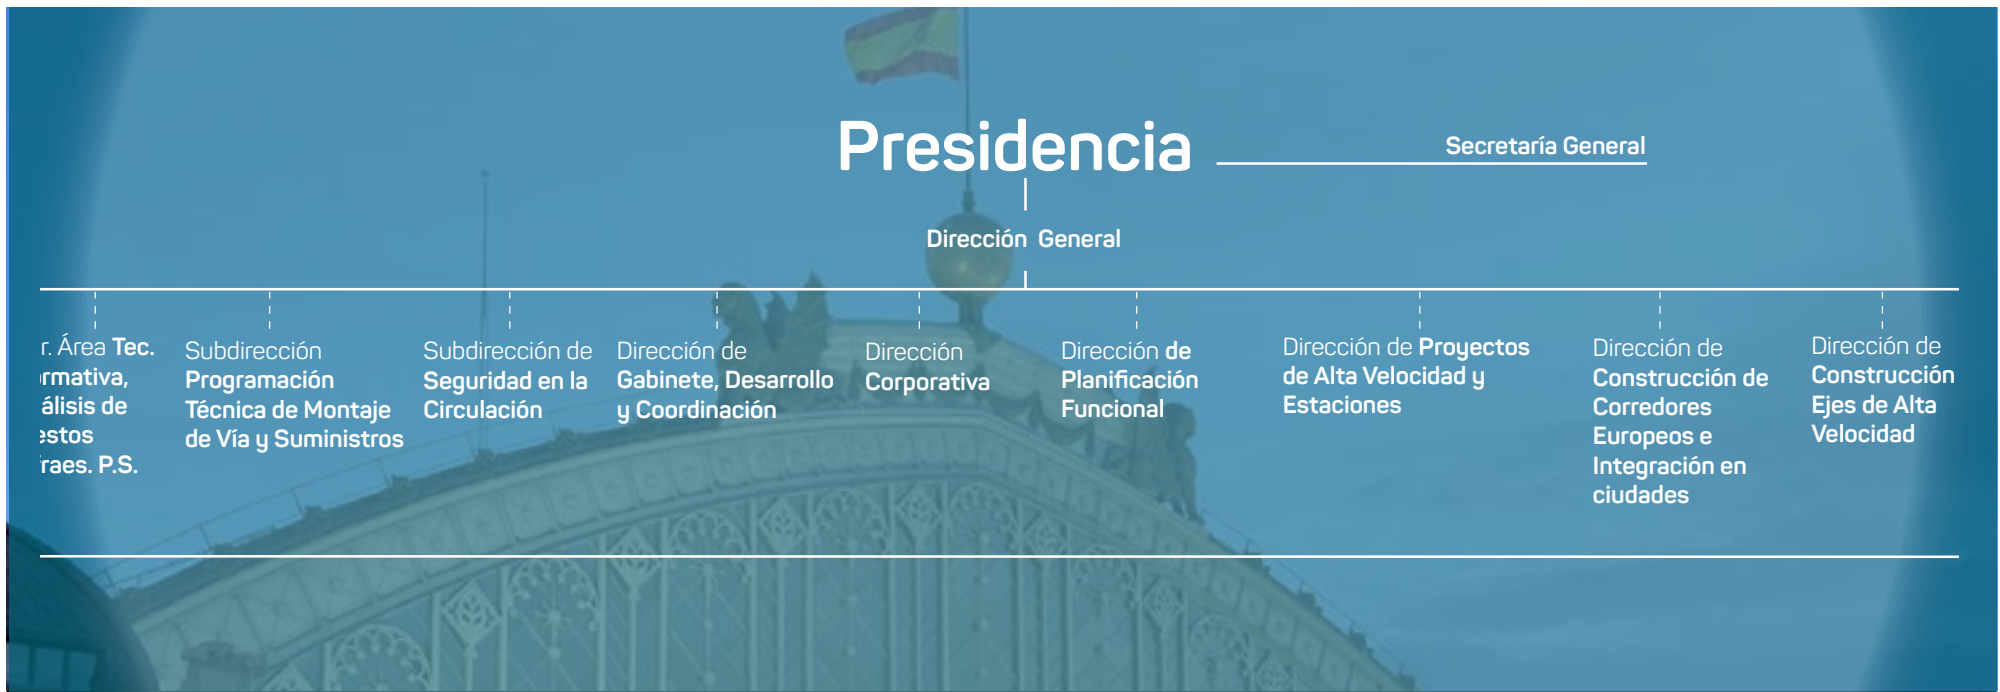 Presidencia
Secretaría General
Dirección General
r. Área Tec.
rmativa,
álisis de
estos
raes. P.S.
Subdirección
Programación
Técnica de Montaje
de Vía y Suministros
Subdirección de
Seguridad en la
Circulación
Dirección de
Gabinete, Desarrollo
y Coordinación
Dirección
Corporativa
Dirección de
Planificación
Funcional
Dirección de Proyectos
de Alta Velocidad y
Estaciones
Dirección de
Construcción de
Corredores
Europeos e
Integración en
ciudades
Dirección de
Construcción
Ejes de Alta
Velocidad